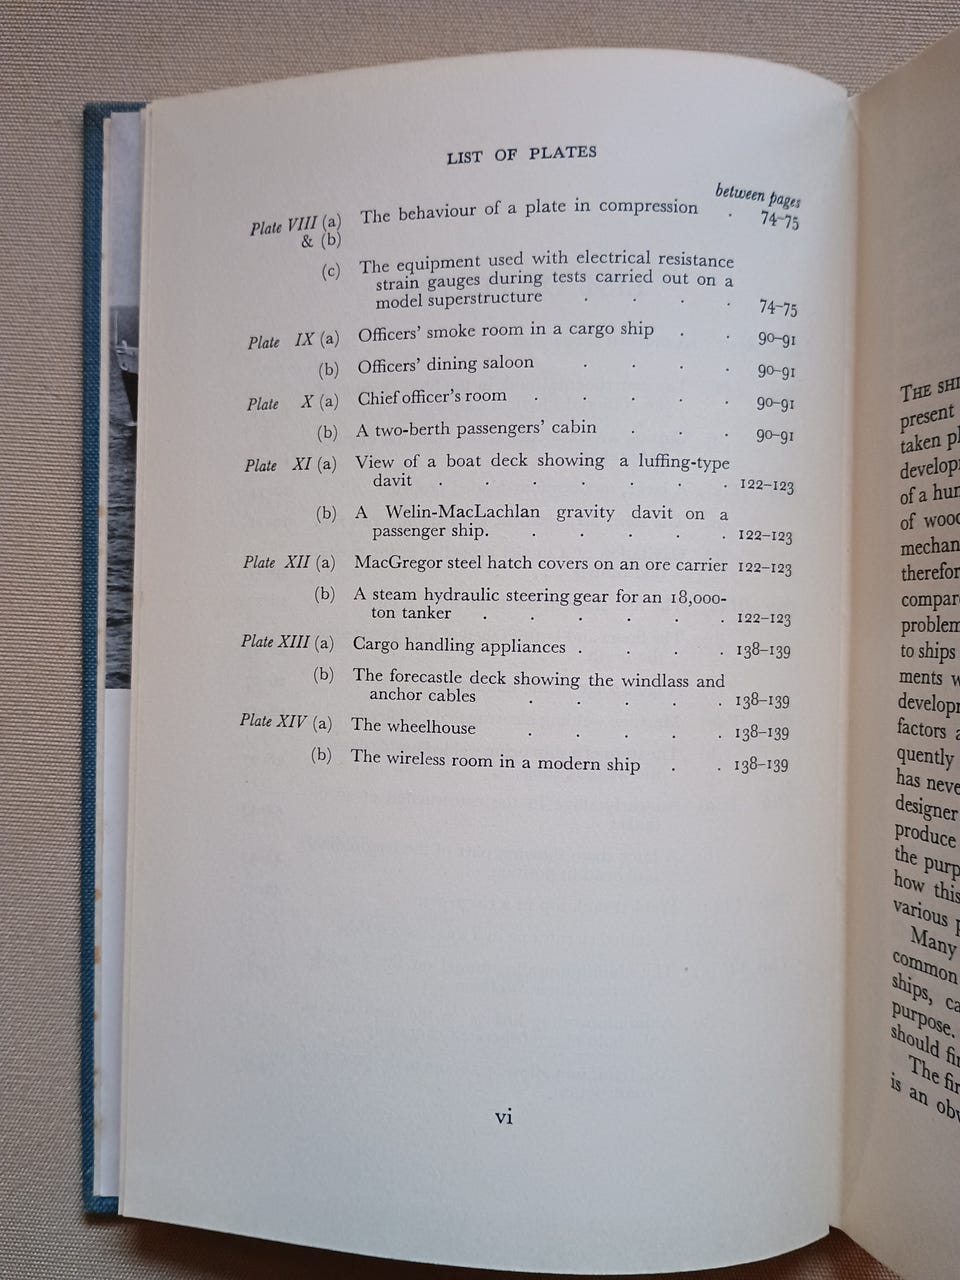 LIST OF PLATES
between pages
Plate VIII (a) The behaviour of a plate in compression . 74–75
& (b)
(c) The equipment used with electrical resistance
strain gauges during tests carried out on a
model superstructure . . . . 74–75
Plate IX (a) Officers' smoke room in a cargo ship . . 90–91
(b) Officers' dining saloon . . . . 90–91
Plate X (a) Chief officer's room . . . . . 90–91
(b) A two-berth passengers' cabin . . . 90–91
Plate XI (a) View of a boat deck showing a luffing-type
davit . . . . . . . 122–123
(b) A Welin-MacLachlan gravity davit on a
passenger ship. . . . . . 122–123
Plate XII (a) MacGregor steel hatch covers on an ore carrier 122–123
(b) A steam hydraulic steering gear for an 18,000-
ton tanker . . . . . . 122–123
Plate XIII (a) Cargo handling appliances . . . . 138–139
(b) The forecastle deck showing the windlass and
anchor cables . . . . . 138–139
Plate XIV (a) The wheelhouse . . . . . 138–139
(b) The wireless room in a modern ship . . 138–139
vi
THE SHI
present
taken pl
develop
of a hur
of wood
mechan
therefor
compar
problem
to ships
ments w
develop
factors a
quently
has neve
designer
produce
the purp
how this
various p
Many
common
ships, ca
purpose.
should fin
The fir
is an obv